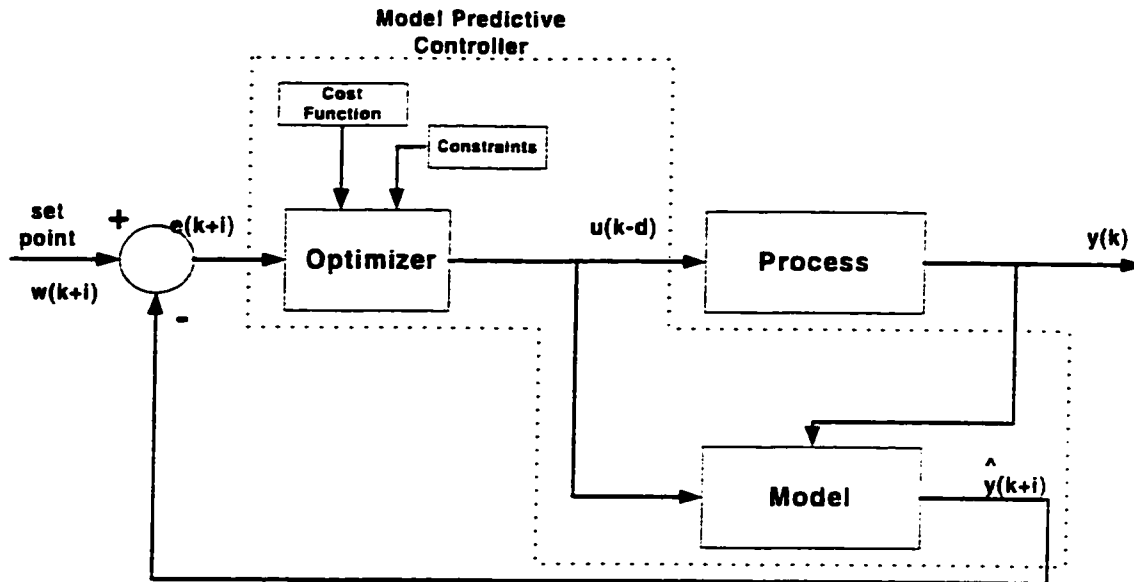 Model Predictive
Controller
Cost
Function
Constraints
set
point
w(k+i)
+
-
e(k+i)
Optimizer
u(k-d)
Process
y(k)
Model
^
y(k+i)